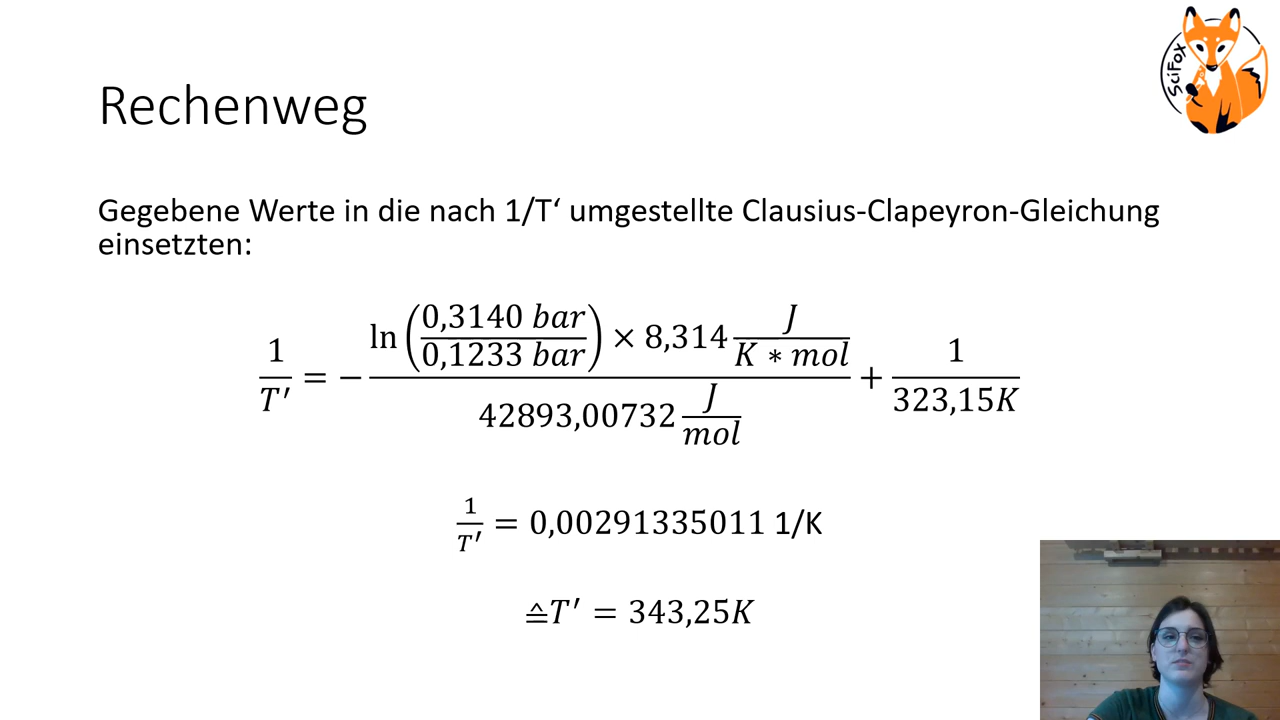 SciFox
Rechenweg
Gegebene Werte in die nach 1/T‘ umgestellte Clausius-Clapeyron-Gleichung
einsetzten:
1/T′ = − (ln(0,3140 bar / 0,1233 bar) × 8,314 J/(K ∗ mol)) / (42893,00732 J/mol) + 1/(323,15K)
1/T′ = 0,00291335011 1/K
≙T′ = 343,25K